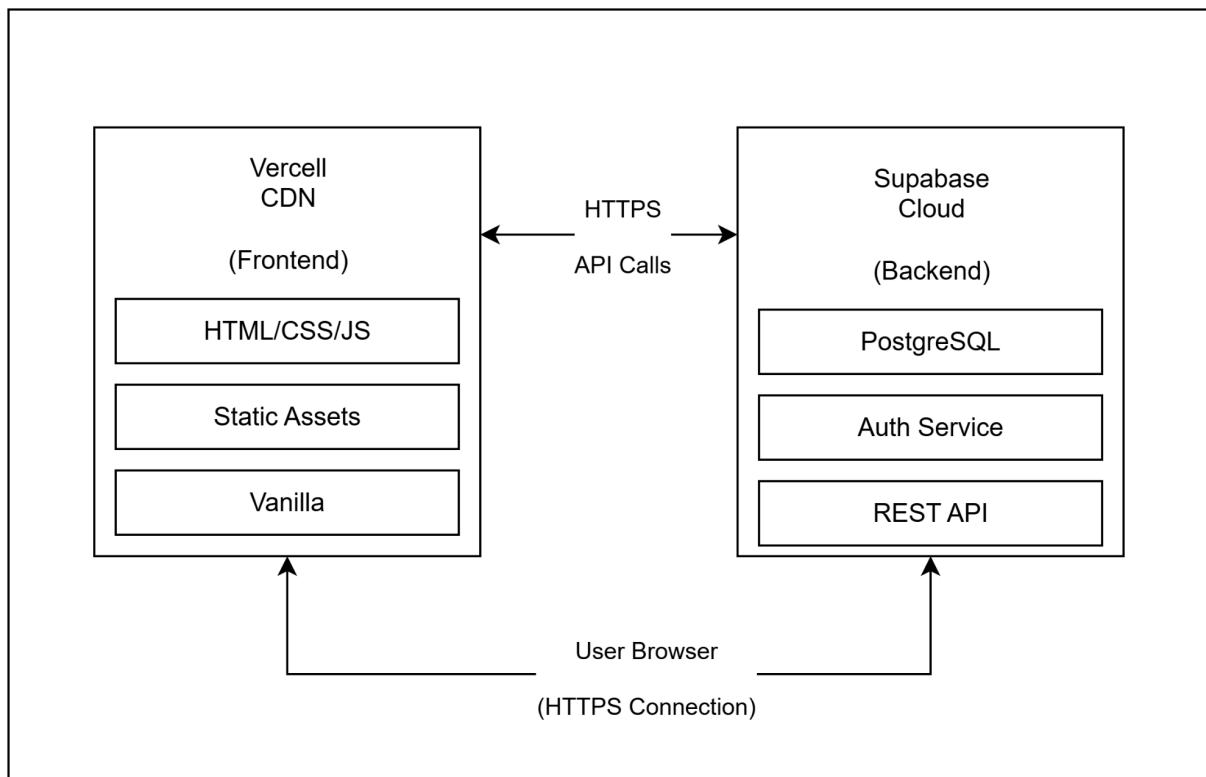 Vercell
CDN
(Frontend)
HTML/CSS/JS
Static Assets
Vanilla
HTTPS
API Calls
Supabase
Cloud
(Backend)
PostgreSQL
Auth Service
REST API
User Browser
(HTTPS Connection)